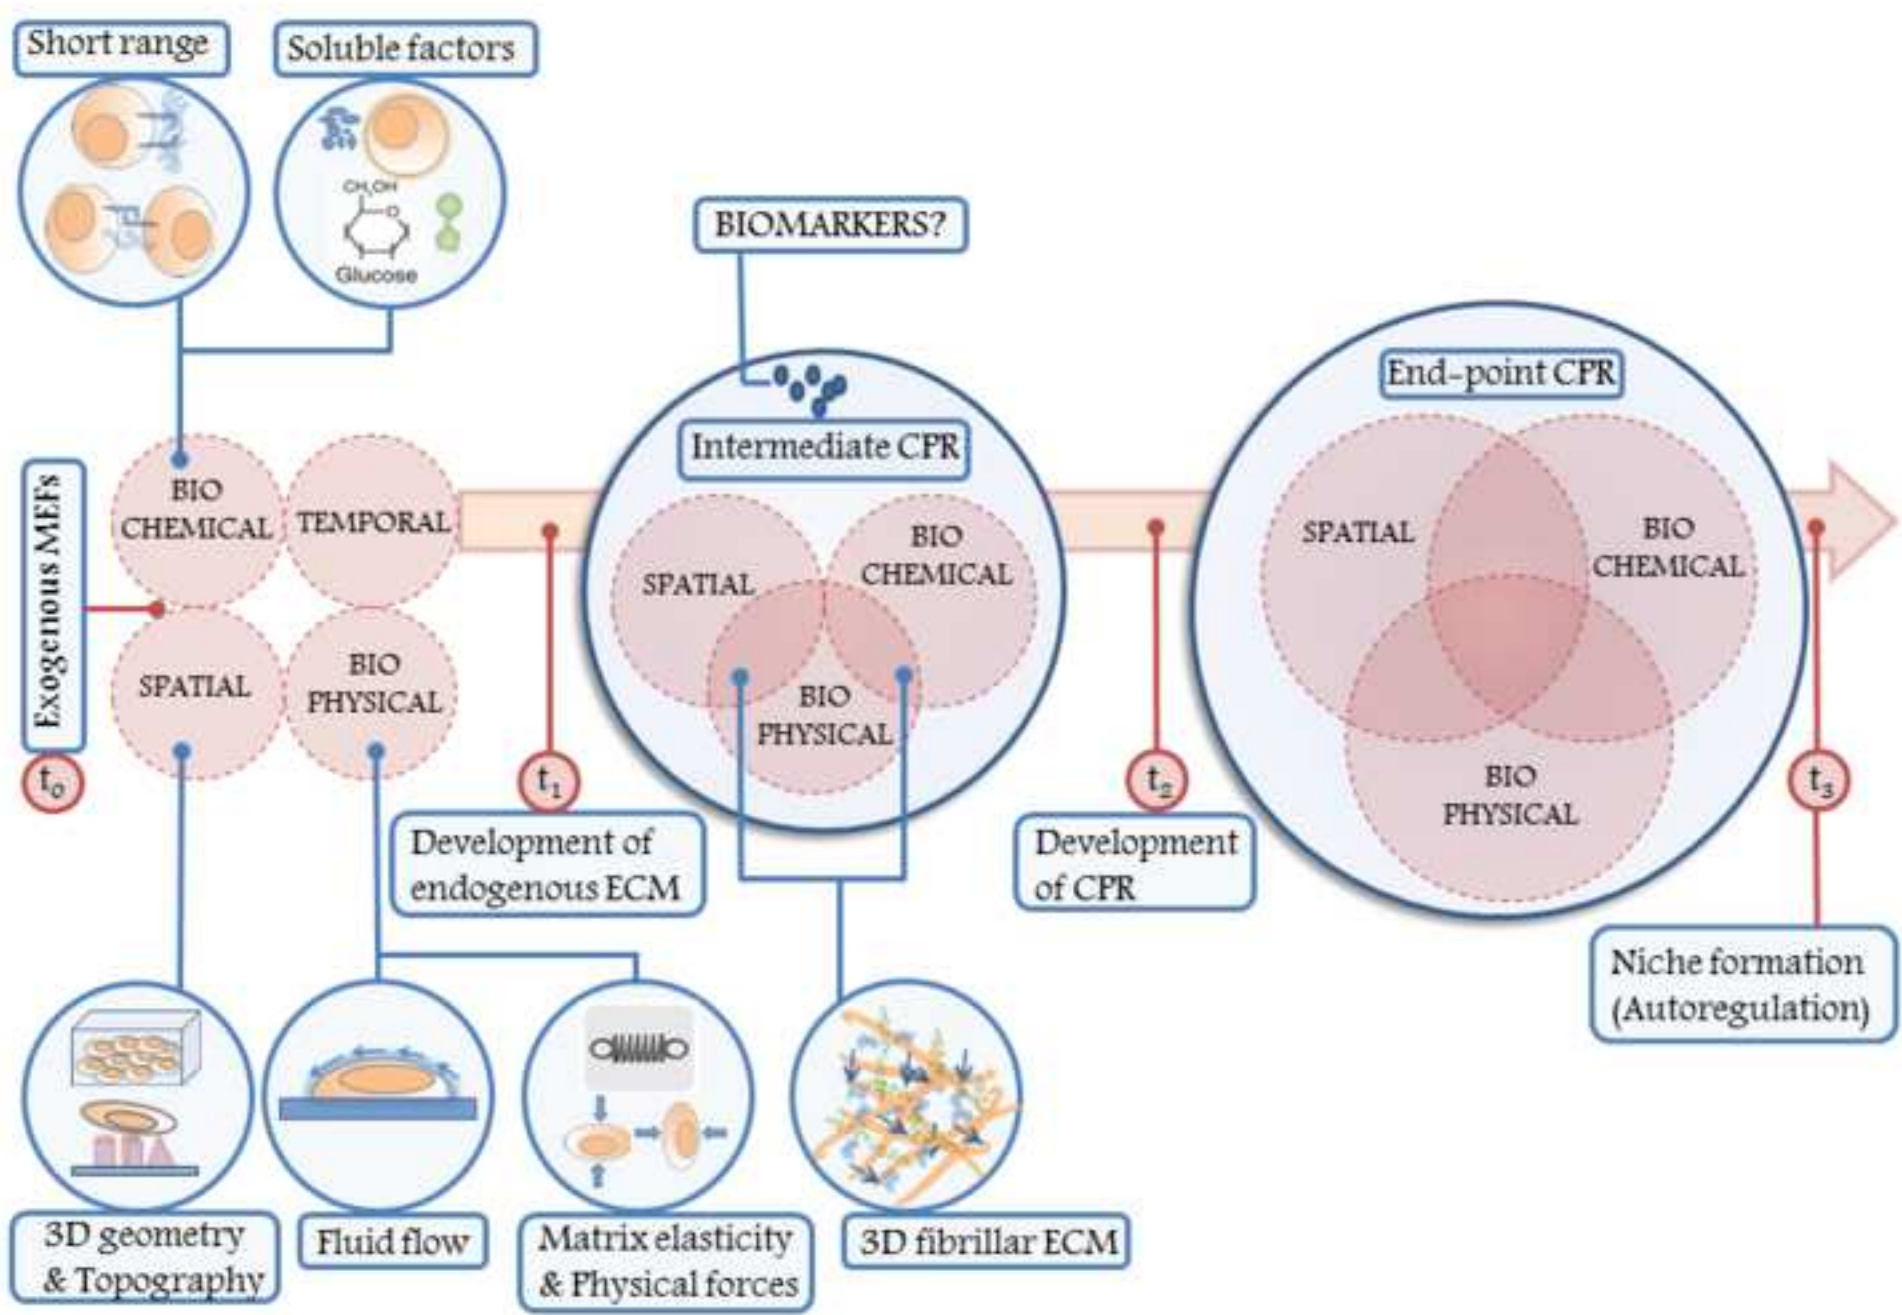 Short range
Soluble factors
CH2OH
O
Glucose
BIOMARKERS?
End-point CPR
Intermediate CPR
Exogenous MEFs
BIO
CHEMICAL
TEMPORAL
SPATIAL
BIO
PHYSICAL
SPATIAL
BIO
CHEMICAL
BIO
PHYSICAL
SPATIAL
BIO
CHEMICAL
BIO
PHYSICAL
t0
t1
t2
t3
Development of
endogenous ECM
Development
of CPR
Niche formation
(Autoregulation)
3D geometry
& Topography
Fluid flow
Matrix elasticity
& Physical forces
3D fibrillar ECM